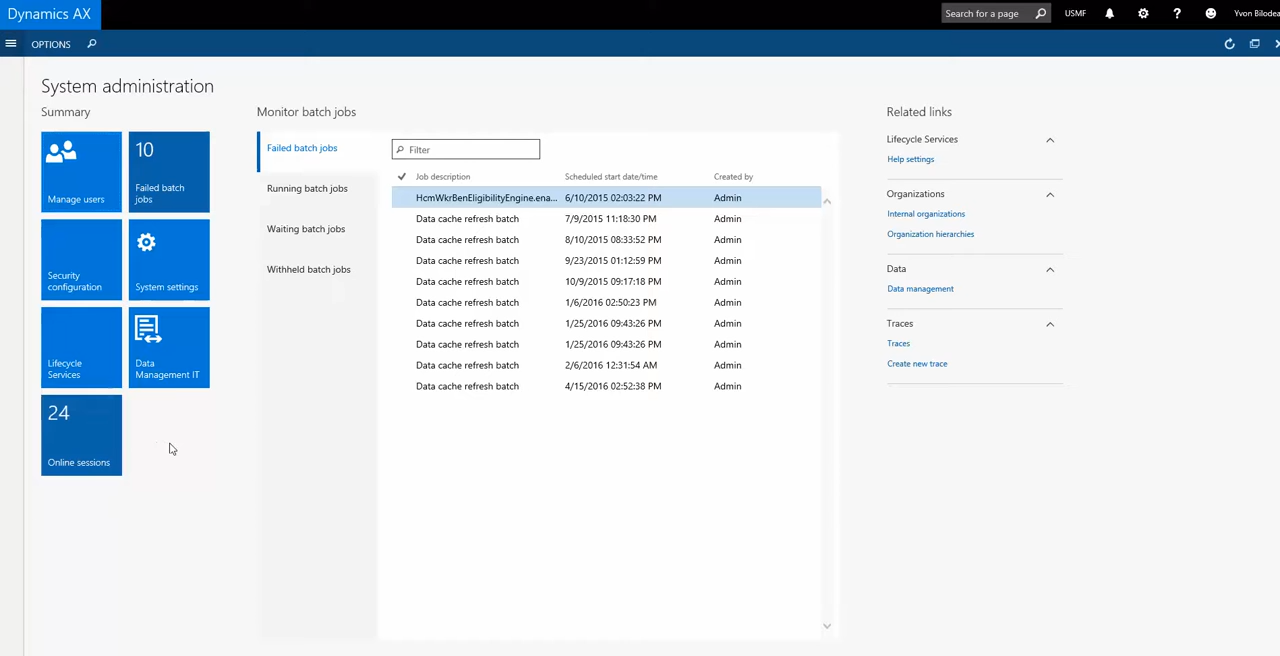 Dynamics AX
Search for a page
USMF
?
Yvon Bilodea
OPTIONS
System administration
Summary
Manage users
10
Failed batch
jobs
Security
configuration
System settings
Lifecycle
Services
Data
Management IT
24
Online sessions
Monitor batch jobs
Failed batch jobs
Running batch jobs
Waiting batch jobs
Withheld batch jobs
Filter
Job description Scheduled start date/time Created by
HcmWkrBenEligibilityEngine.ena... 6/10/2015 02:03:22 PM Admin
Data cache refresh batch 7/9/2015 11:18:30 PM Admin
Data cache refresh batch 8/10/2015 08:33:52 PM Admin
Data cache refresh batch 9/23/2015 01:12:59 PM Admin
Data cache refresh batch 10/9/2015 09:17:18 PM Admin
Data cache refresh batch 1/6/2016 02:50:23 PM Admin
Data cache refresh batch 1/25/2016 09:43:26 PM Admin
Data cache refresh batch 1/25/2016 09:43:26 PM Admin
Data cache refresh batch 2/6/2016 12:31:54 AM Admin
Data cache refresh batch 4/15/2016 02:52:38 PM Admin
Related links
Lifecycle Services
Help settings
Organizations
Internal organizations
Organization hierarchies
Data
Data management
Traces
Traces
Create new trace